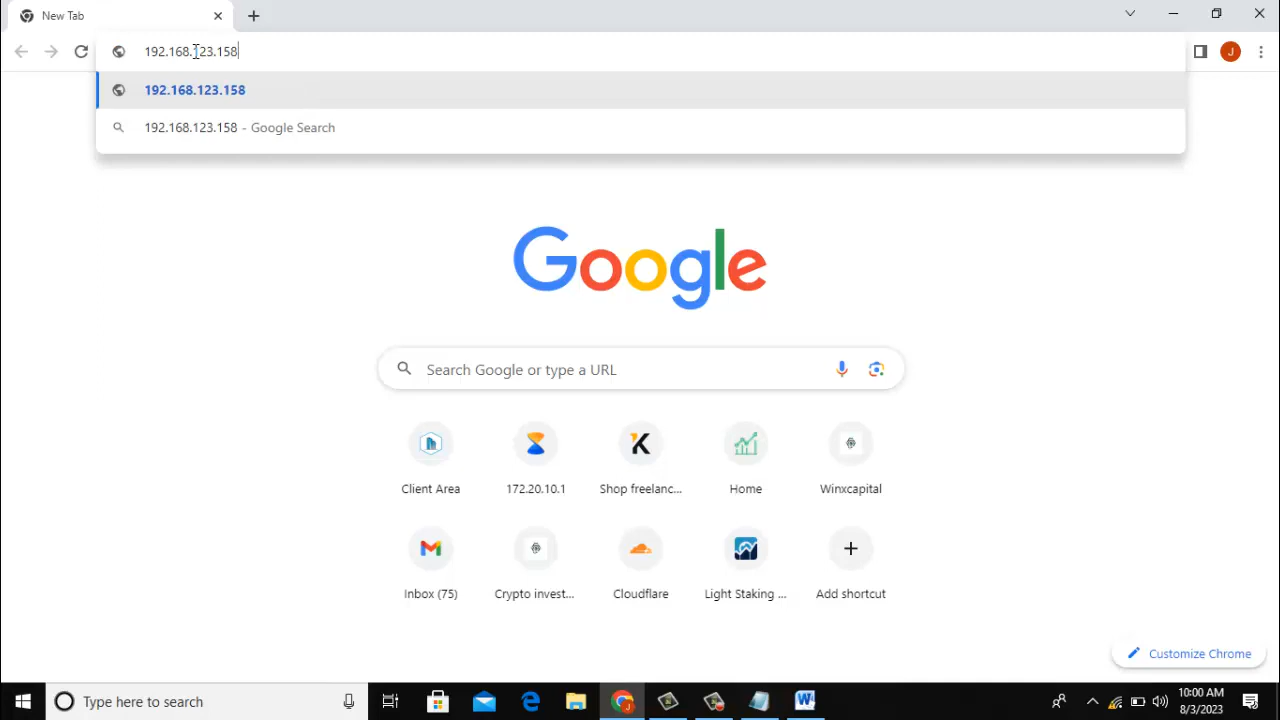 New Tab
192.168.123.158
192.168.123.158
192.168.123.158 - Google Search
Google
Search Google or type a URL
Client Area
172.20.10.1
Shop freelanc...
Home
Winxcapital
Inbox (75)
Crypto invest...
Cloudflare
Light Staking ...
Add shortcut
Customize Chrome
Type here to search
10:00 AM
8/3/2023